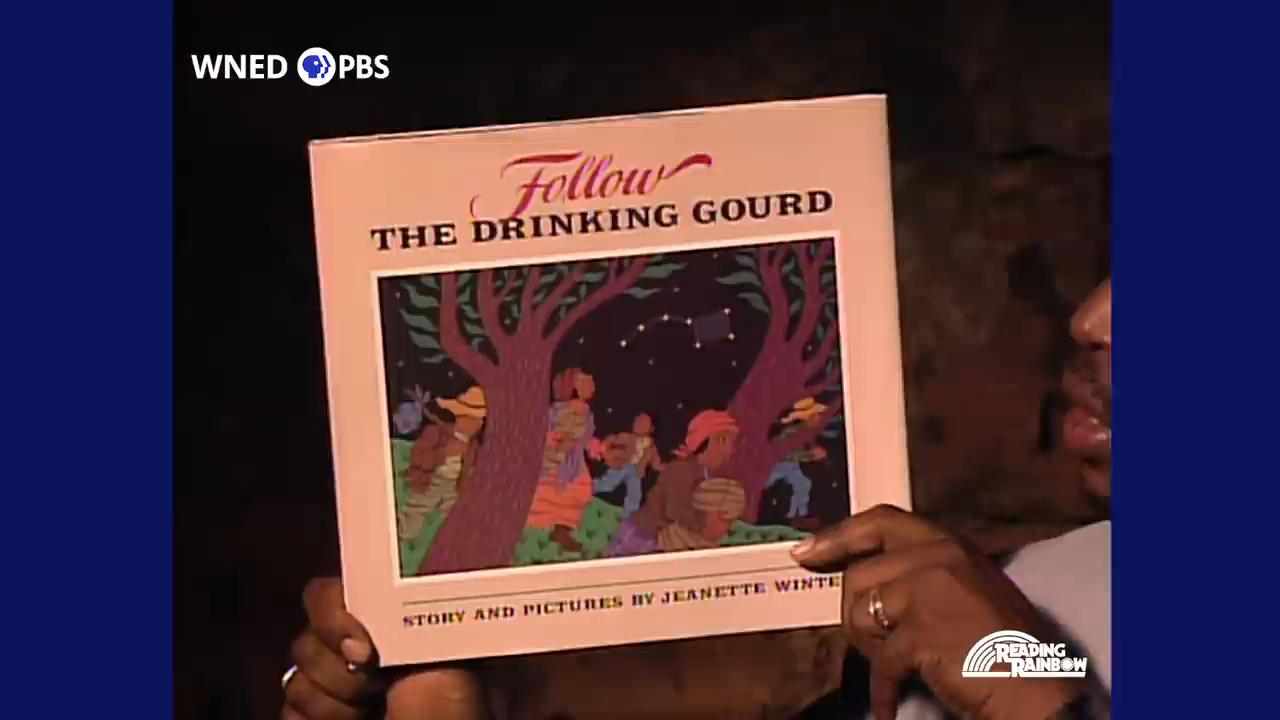 WNED PBS
Follow
THE DRINKING GOURD
STORY AND PICTURES BY JEANETTE WINTE
READING
RAINBOW